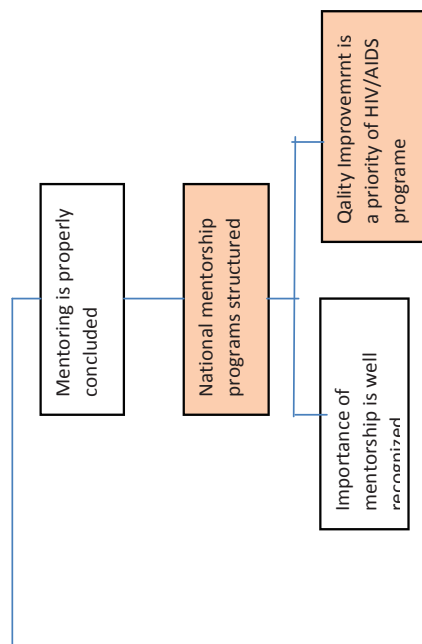 Mentoring is properly
concluded
National mentorship
programs structured
Qality Improvemrnt is
a priority of HIV/AIDS
programe
Importance of
mentorship is well
recognized